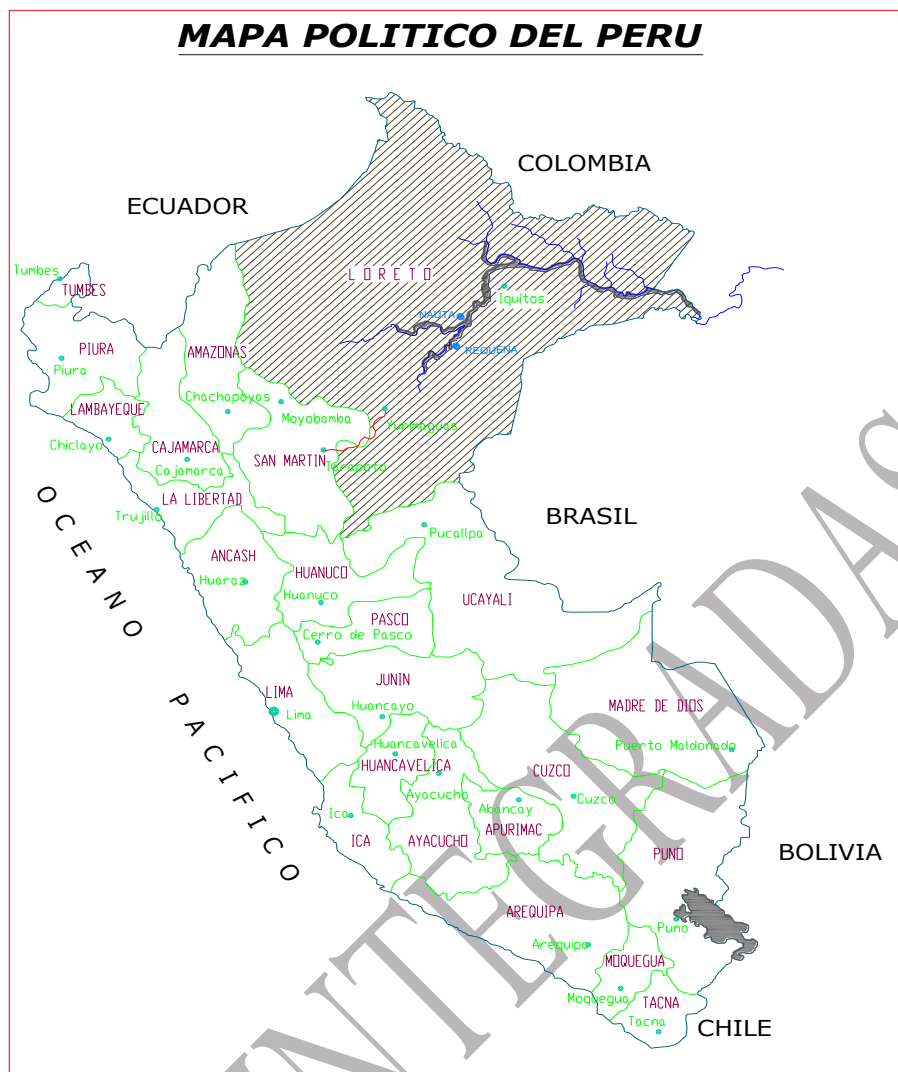 MAPA POLITICO DEL PERU
COLOMBIA
ECUADOR
LORETO
Tumbes
TUMBES
Iquitos
NAUTA
REQUENA
PIURA
Piura
AMAZONAS
Chachapoyas
Moyobamba
LAMBAYEQUE
Yurimaguas
Chiclayo
CAJAMARCA
Cajamarca
SAN MARTIN
Tarapoto
LA LIBERTAD
Trujillo
BRASIL
Pucallpa
ANCASH
Huaraz
HUANUCO
Huanuco
UCAYALI
PASCO
Cerro de Pasco
OCEANO PACIFICO
JUNIN
LIMA
Lima
Huancayo
MADRE DE DIOS
Puerto Maldonado
Huancavelica
HUANCAVELICA
CUZCO
Cuzco
Ayacucho
Abancay
Ica
ICA
AYACUCHO
APURIMAC
PUNO
BOLIVIA
AREQUIPA
Puno
Arequipa
MOQUEGUA
Moquegua
TACNA
Tacna
CHILE
INTEGRADAS